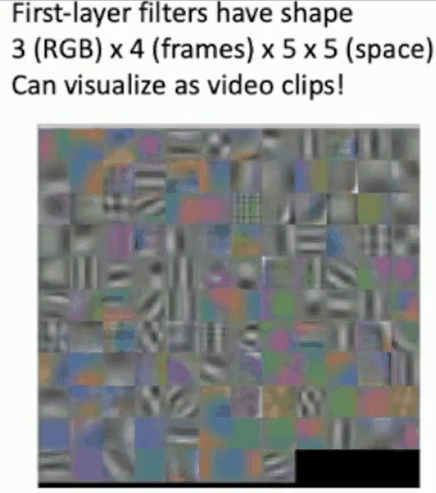 First-layer filters have shape
3 (RGB) x 4 (frames) x 5 x 5 (space)
Can visualize as video clips!